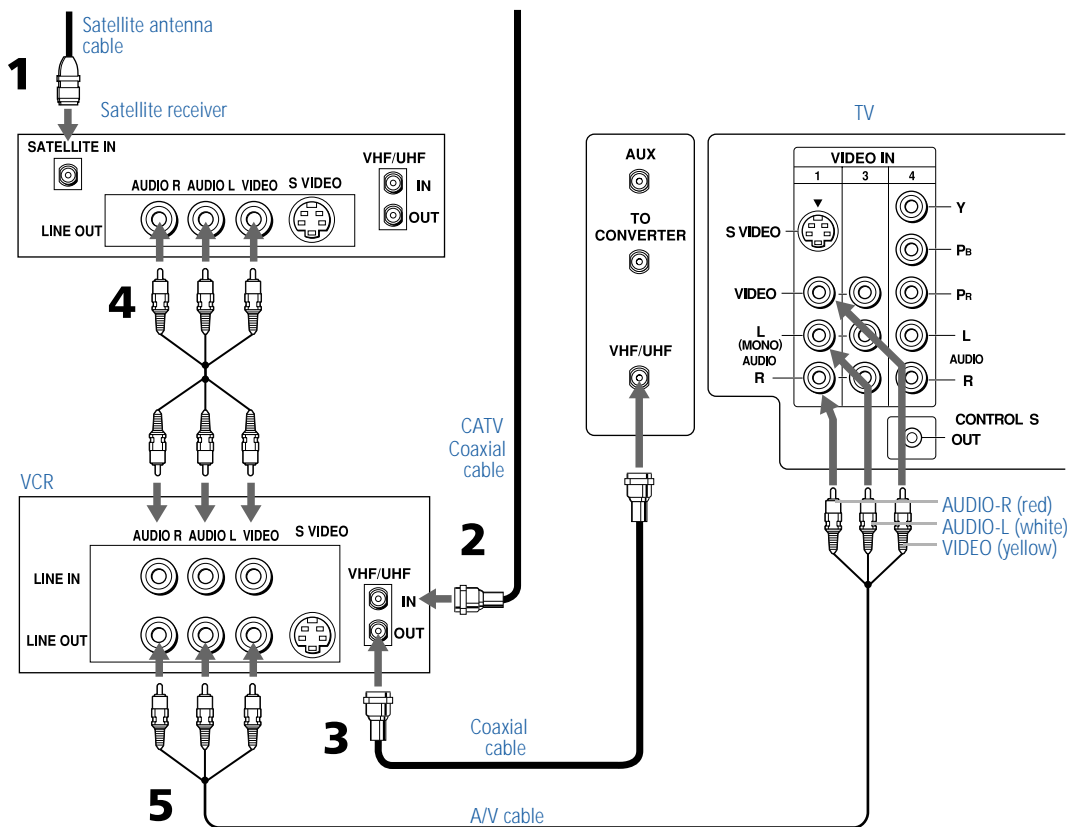 Satellite antenna
cable
1
Satellite receiver
SATELLITE IN
AUDIO R AUDIO L VIDEO S VIDEO
VHF/UHF
IN
OUT
LINE OUT
4
VCR
AUDIO R AUDIO L VIDEO S VIDEO
LINE IN
LINE OUT
VHF/UHF
IN
OUT
2
CATV
Coaxial
cable
3
Coaxial
cable
5
A/V cable
AUX
TO
CONVERTER
VHF/UHF
TV
VIDEO IN
1 3 4
S VIDEO
VIDEO
L
(MONO)
AUDIO
R
Y
PB
PR
L
AUDIO
R
CONTROL S
OUT
AUDIO-R (red)
AUDIO-L (white)
VIDEO (yellow)